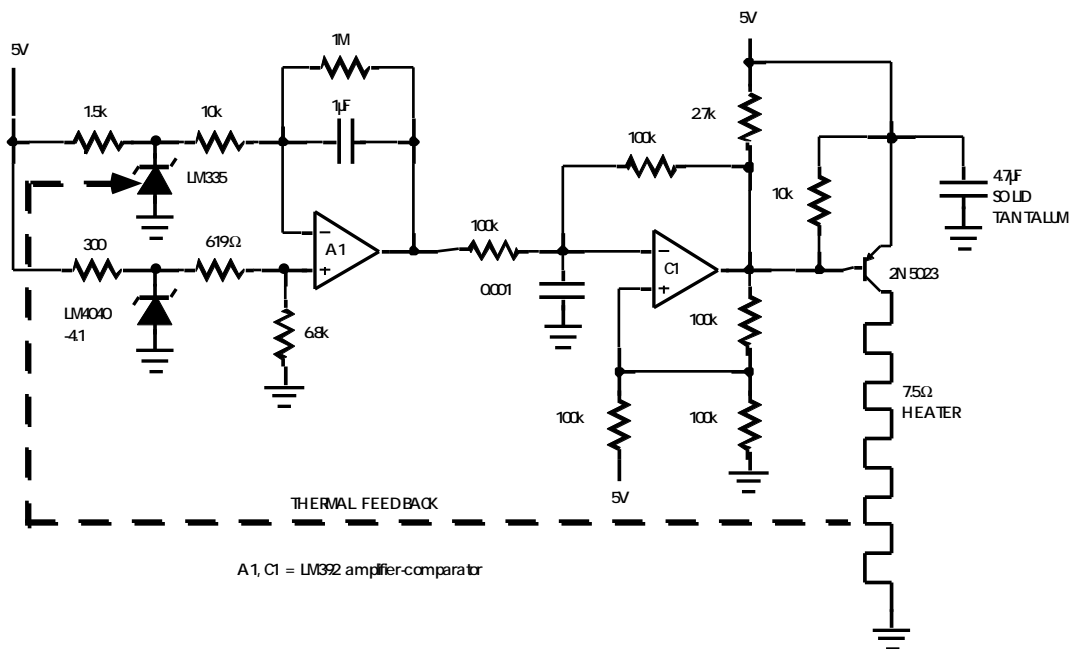 5V
1M
5V
1.5k
10k
1µF
2.7k
100k
LM335
10k
4.7µF
SOLID
TANTALUM
300
619Ω
A1
100k
C1
2N5023
0.001
LM4040
-4.1
6.8k
100k
7.5Ω
HEATER
100k
100k
5V
THERMAL FEEDBACK
A1, C1 = LM392 amplifier-comparator